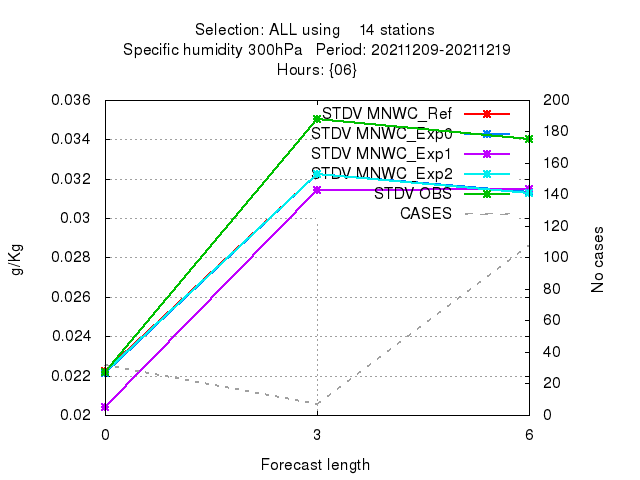 Selection: ALL using 14 stations
Specific humidity 300hPa Period: 20211209-20211219
Hours: {06}
0.036 200
STDV MNWC_Ref
0.034 180
STDV MNWC_Exp0
160
STDV MNWC_Exp1
0.032 140
STDV MNWC_Exp2
STDV OBS
CASES
0.03 120
0.028 100
g/Kg
No cases
0.026 80
60
0.024 40
0.022 20
0.02 0
0 3 6
Forecast length